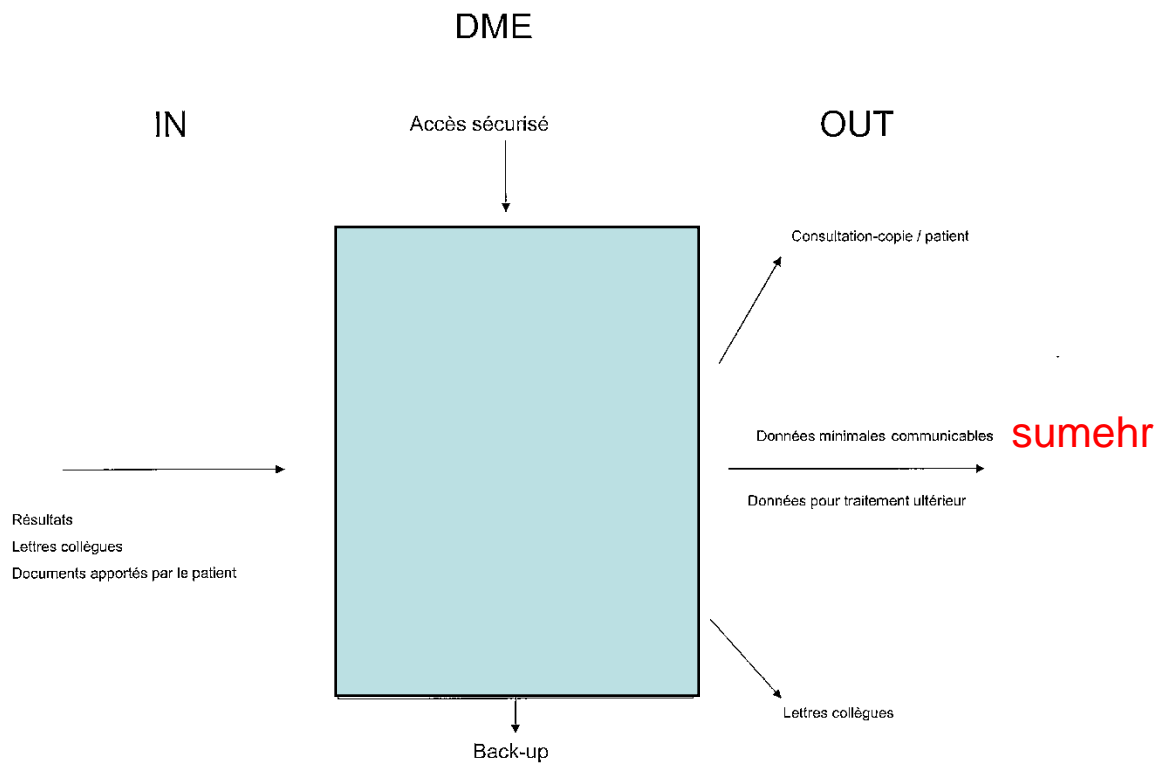 DME
IN
Accès sécurisé
OUT
Consultation-copie / patient
Données minimales communicables
sumehr
Données pour traitement ultérieur
Résultats
Lettres collègues
Documents apportés par le patient
Lettres collègues
Back-up